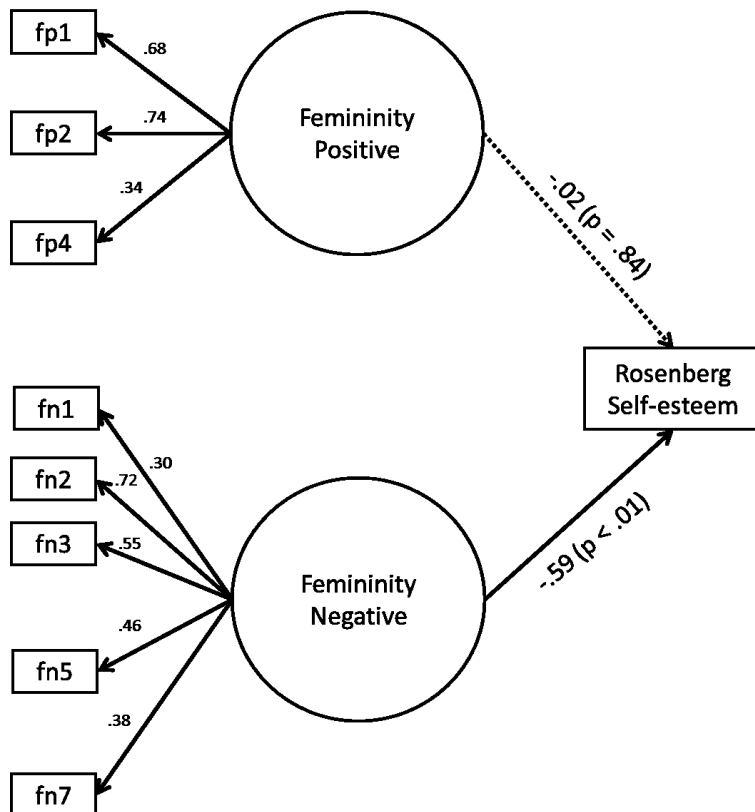 fp1
.68
fp2
.74
Femininity
Positive
.34
fp4
-.02 (p = .84)
Rosenberg
Self-esteem
fn1
.30
fn2
.72
fn3
.55
-.59 (p < .01)
Femininity
Negative
.46
fn5
.38
fn7